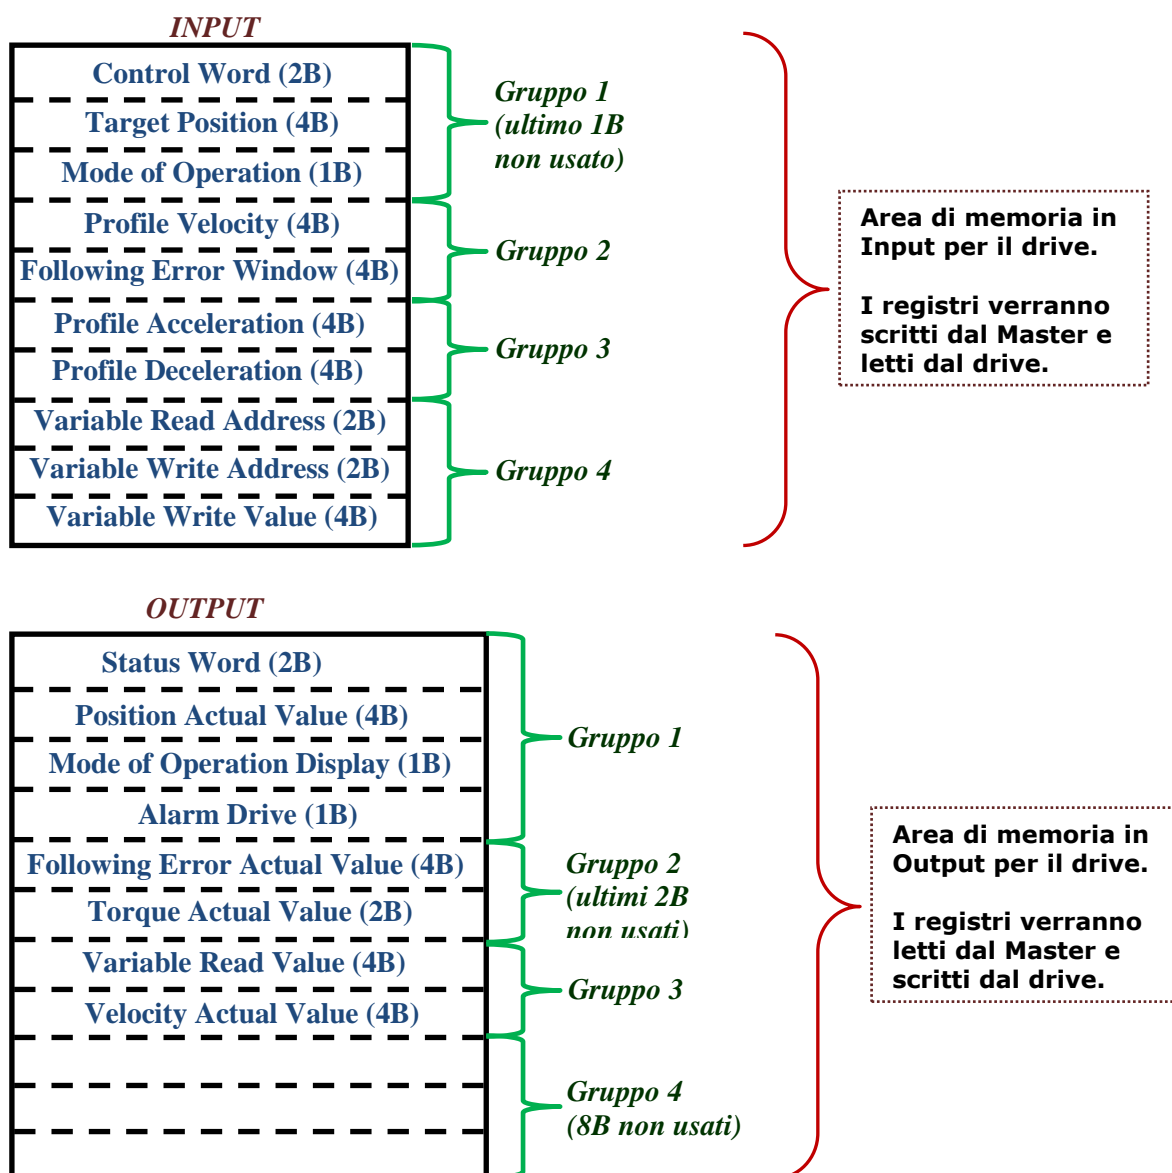 INPUT
Control Word (2B)
Target Position (4B)
Mode of Operation (1B)
Profile Velocity (4B)
Following Error Window (4B)
Profile Acceleration (4B)
Profile Deceleration (4B)
Variable Read Address (2B)
Variable Write Address (2B)
Variable Write Value (4B)
Gruppo 1
(ultimo 1B
non usato)
Gruppo 2
Gruppo 3
Gruppo 4
Area di memoria in
Input per il drive.
I registri verranno
scritti dal Master e
letti dal drive.
OUTPUT
Status Word (2B)
Position Actual Value (4B)
Mode of Operation Display (1B)
Alarm Drive (1B)
Following Error Actual Value (4B)
Torque Actual Value (2B)
Variable Read Value (4B)
Velocity Actual Value (4B)
Gruppo 1
Gruppo 2
(ultimi 2B
non usati)
Gruppo 3
Gruppo 4
(8B non usati)
Area di memoria in
Output per il drive.
I registri verranno
letti dal Master e
scritti dal drive.